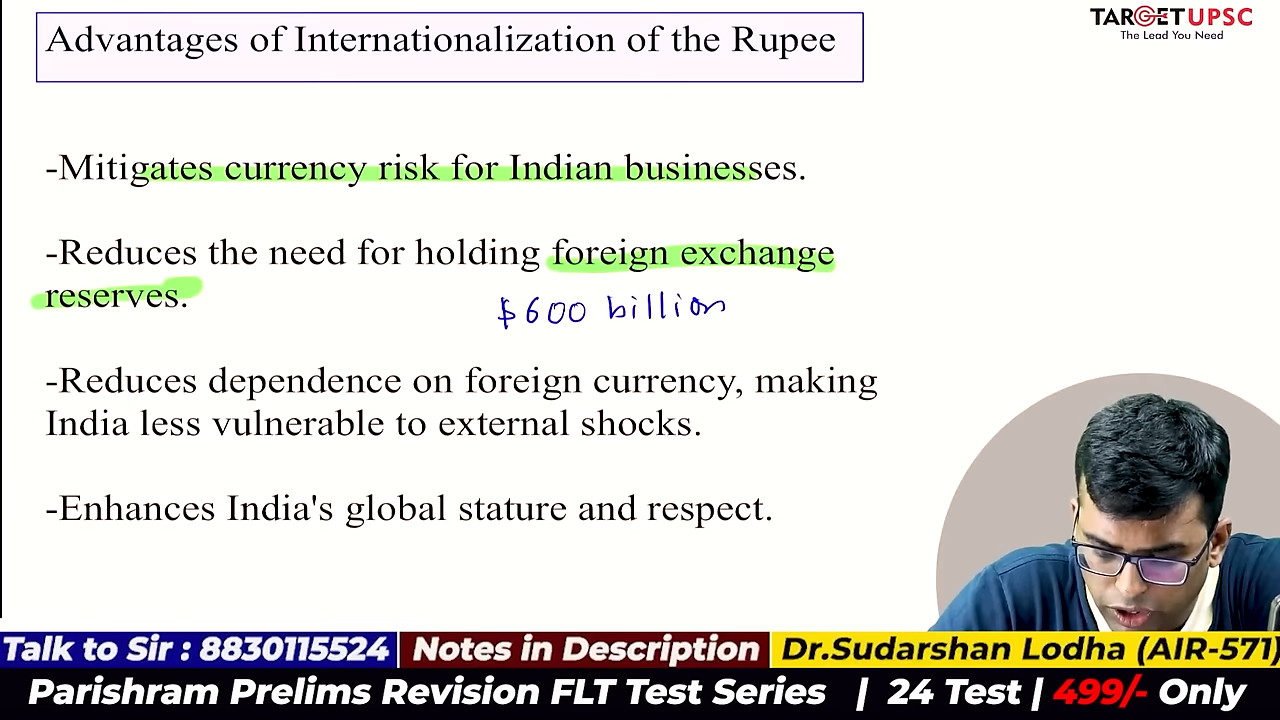 Advantages of Internationalization of the Rupee
TARGET UPSC
The Lead You Need
-Mitigates currency risk for Indian businesses.
-Reduces the need for holding foreign exchange
reserves.
$600 billion
-Reduces dependence on foreign currency, making
India less vulnerable to external shocks.
-Enhances India's global stature and respect.
Talk to Sir : 8830115524 Notes in Description Dr.Sudarshan Lodha (AIR-571)
Parishram Prelims Revision FLT Test Series | 24 Test | 499/- Only